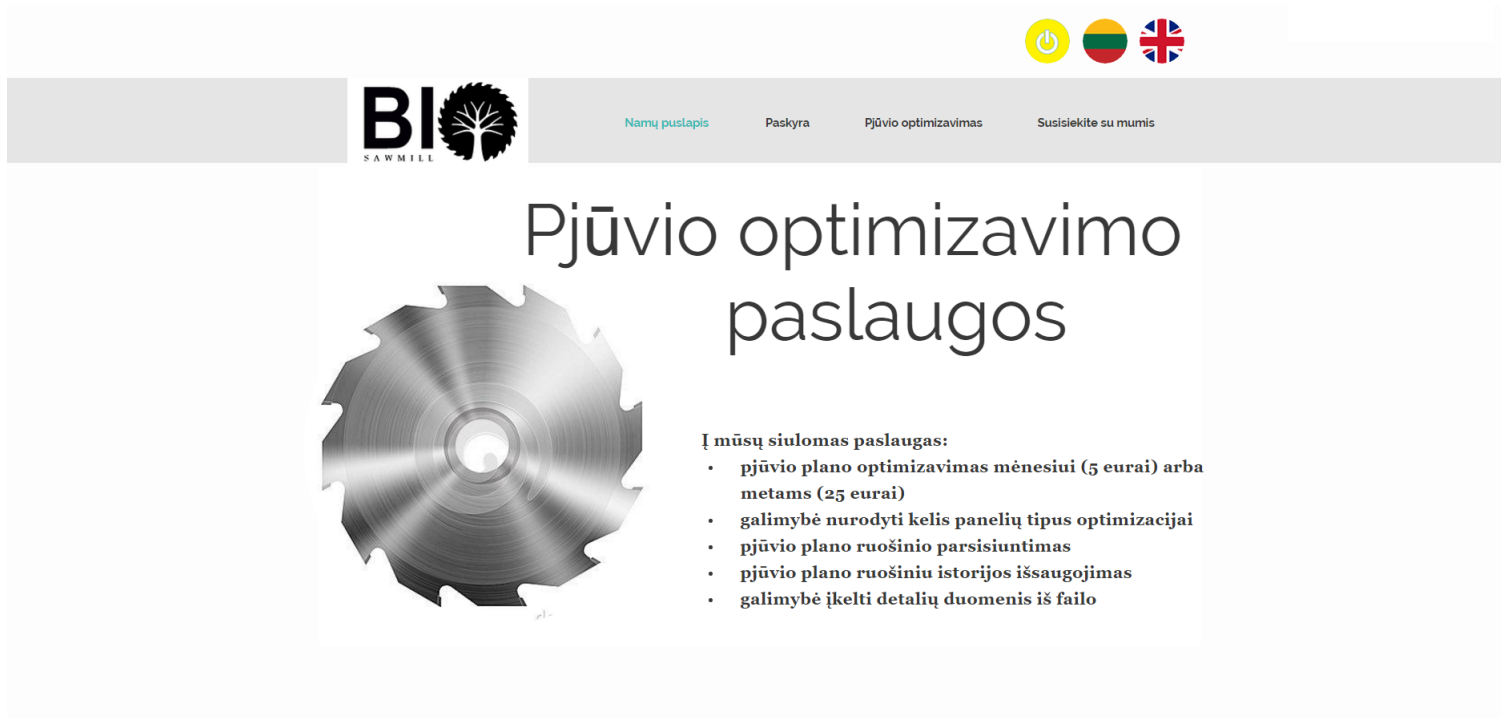 BIO
SAWMILL
Namų puslapis
Paskyra
Pjūvio optimizavimas
Susisiekite su mumis
Pjūvio optimizavimo
paslaugos
Į mūsų siulomas paslaugas:
• pjūvio plano optimizavimas mėnesiui (5 eurai) arba
metams (25 eurai)
• galimybė nurodyti kelis panelių tipus optimizacijai
• pjūvio plano ruošinio parsisiuntimas
• pjūvio plano ruošiniu istorijos išsaugojimas
• galimybė įkelti detalių duomenis iš failo